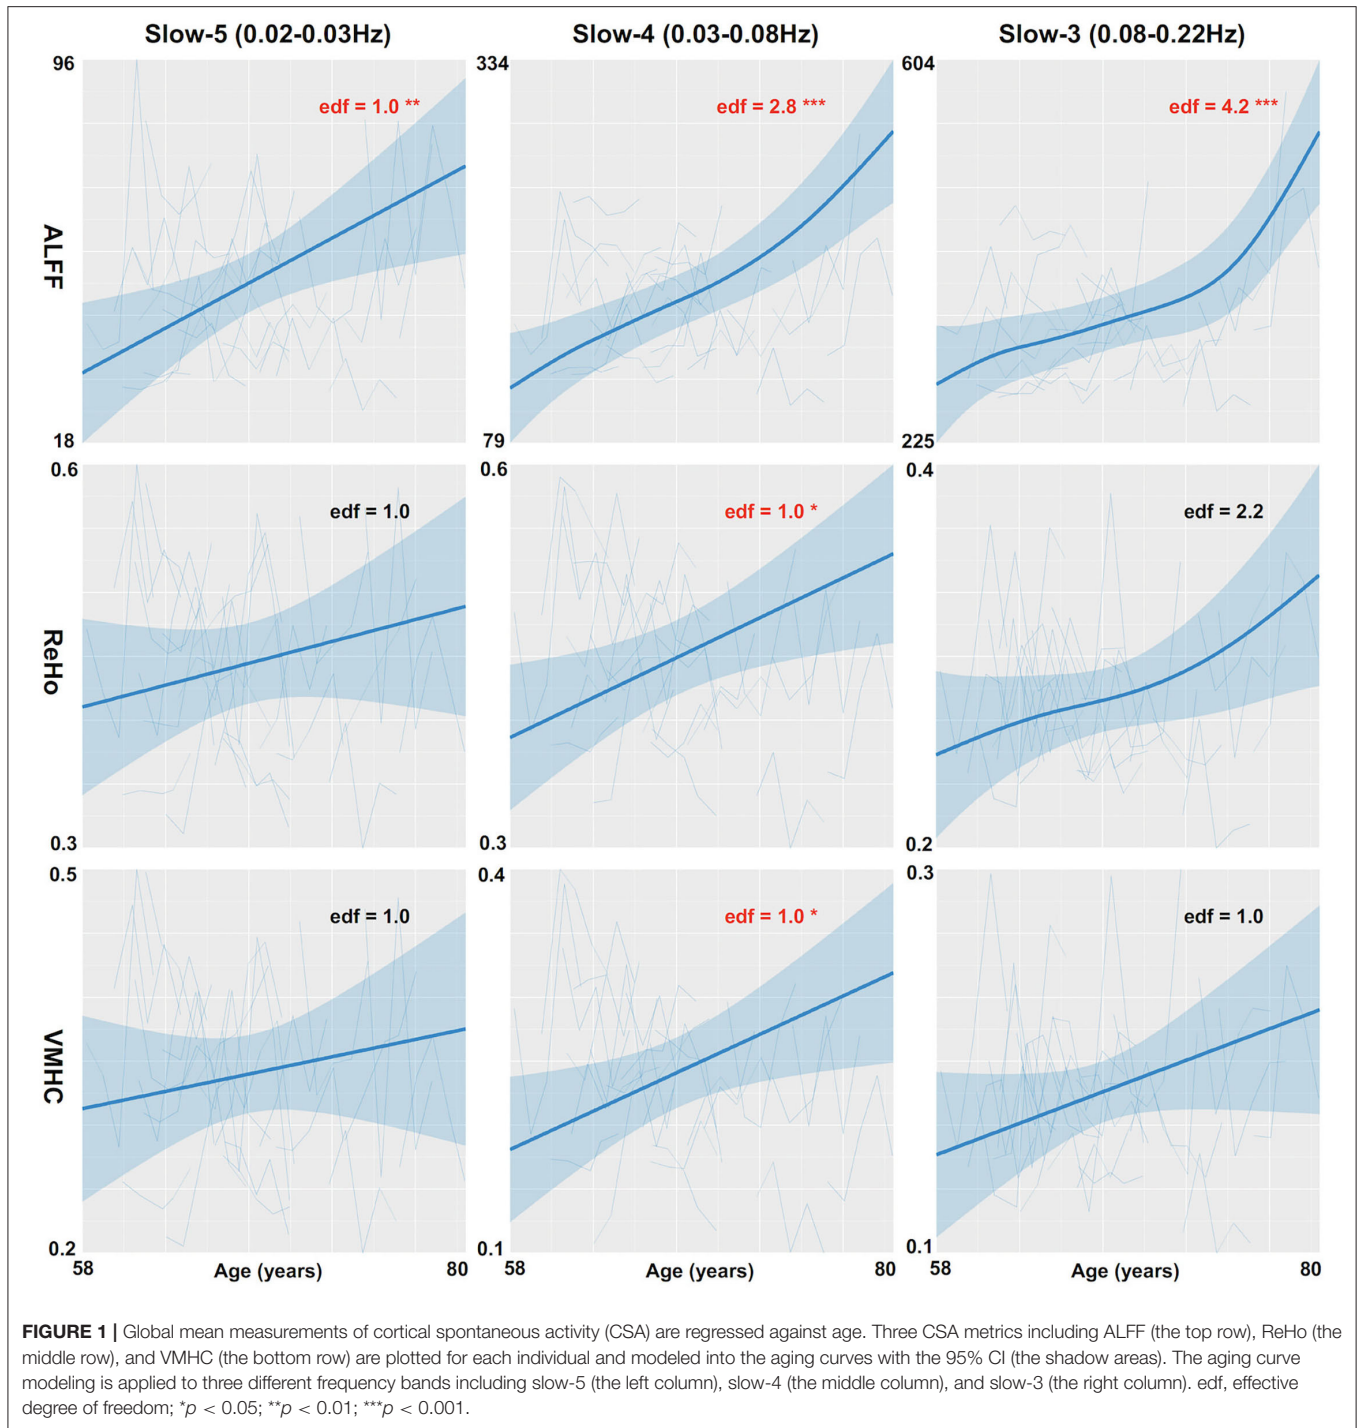 Slow-5 (0.02-0.03Hz)
Slow-4 (0.03-0.08Hz)
Slow-3 (0.08-0.22Hz)
96
334
604
edf = 1.0 **
edf = 2.8 ***
edf = 4.2 ***
ALFF
18
79
225
0.6
0.6
0.4
edf = 1.0
edf = 1.0 *
edf = 2.2
ReHo
0.3
0.3
0.2
0.5
0.4
0.3
edf = 1.0
edf = 1.0 *
edf = 1.0
VMHC
0.2
0.1
0.1
58
Age (years)
80
Age (years)
80
58
Age (years)
80
FIGURE 1 | Global mean measurements of cortical spontaneous activity (CSA) are regressed against age. Three CSA metrics including ALFF (the top row), ReHo (the
middle row), and VMHC (the bottom row) are plotted for each individual and modeled into the aging curves with the 95% CI (the shadow areas). The aging curve
modeling is applied to three different frequency bands including slow-5 (the left column), slow-4 (the middle column), and slow-3 (the right column). edf, effective
degree of freedom; *p < 0.05; **p < 0.01; ***p < 0.001.